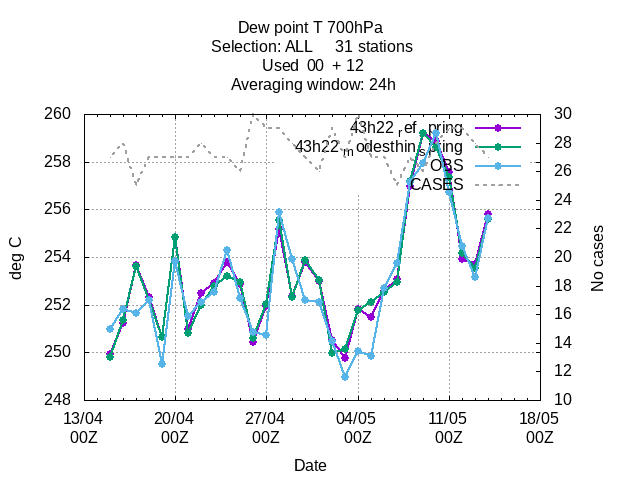 Dew point T 700hPa
Selection: ALL 31 stations
Used 00 + 12
Averaging window: 24h
260 30
43h22_ref_spring 28
258 43h22_modesthin_spring 26
OBS
CASES 24
256 22
254 20
18
252 16
14
250 12
248 10
deg C
No cases
13/04 20/04 27/04 04/05 11/05 18/05
00Z 00Z 00Z 00Z 00Z 00Z
Date